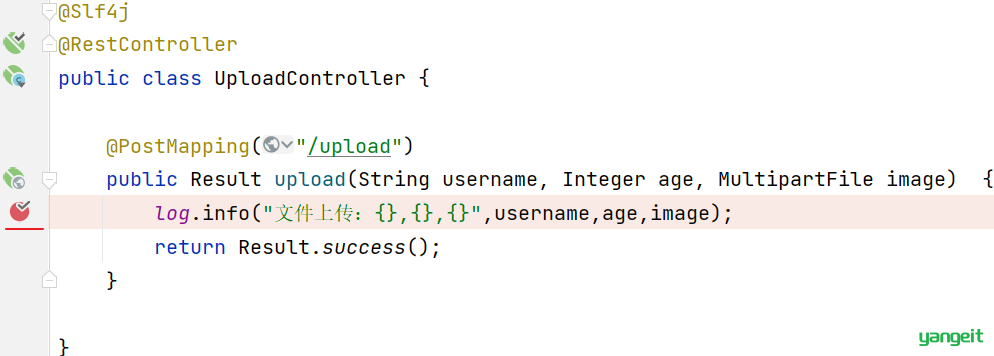 @Slf4j
@RestController
public class UploadController {
@PostMapping("/upload")
public Result upload(String username, Integer age, MultipartFile image)  {
log.info("文件上传：{},{},{}",username,age,image);
return Result.success();
}
}
yangeit